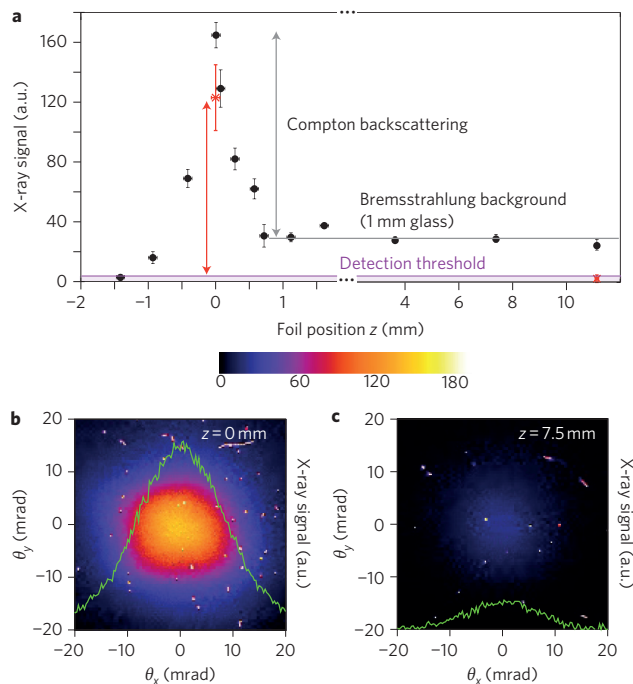 a
...
160
120
80
40
0
X-ray signal (a.u.)
Compton backscattering
Bremsstrahlung background
(1 mm glass)
Detection threshold
...
−2 −1 0 1 2 4 6 8 10
Foil position z (mm)
0 60 120 180
b
z = 0 mm
20
10
0
−10
−20
θy (mrad)
X-ray signal (a.u.)
−20 −10 0 10 20
θx (mrad)
c
z = 7.5 mm
20
10
0
−10
−20
θy (mrad)
X-ray signal (a.u.)
−20 −10 0 10 20
θx (mrad)